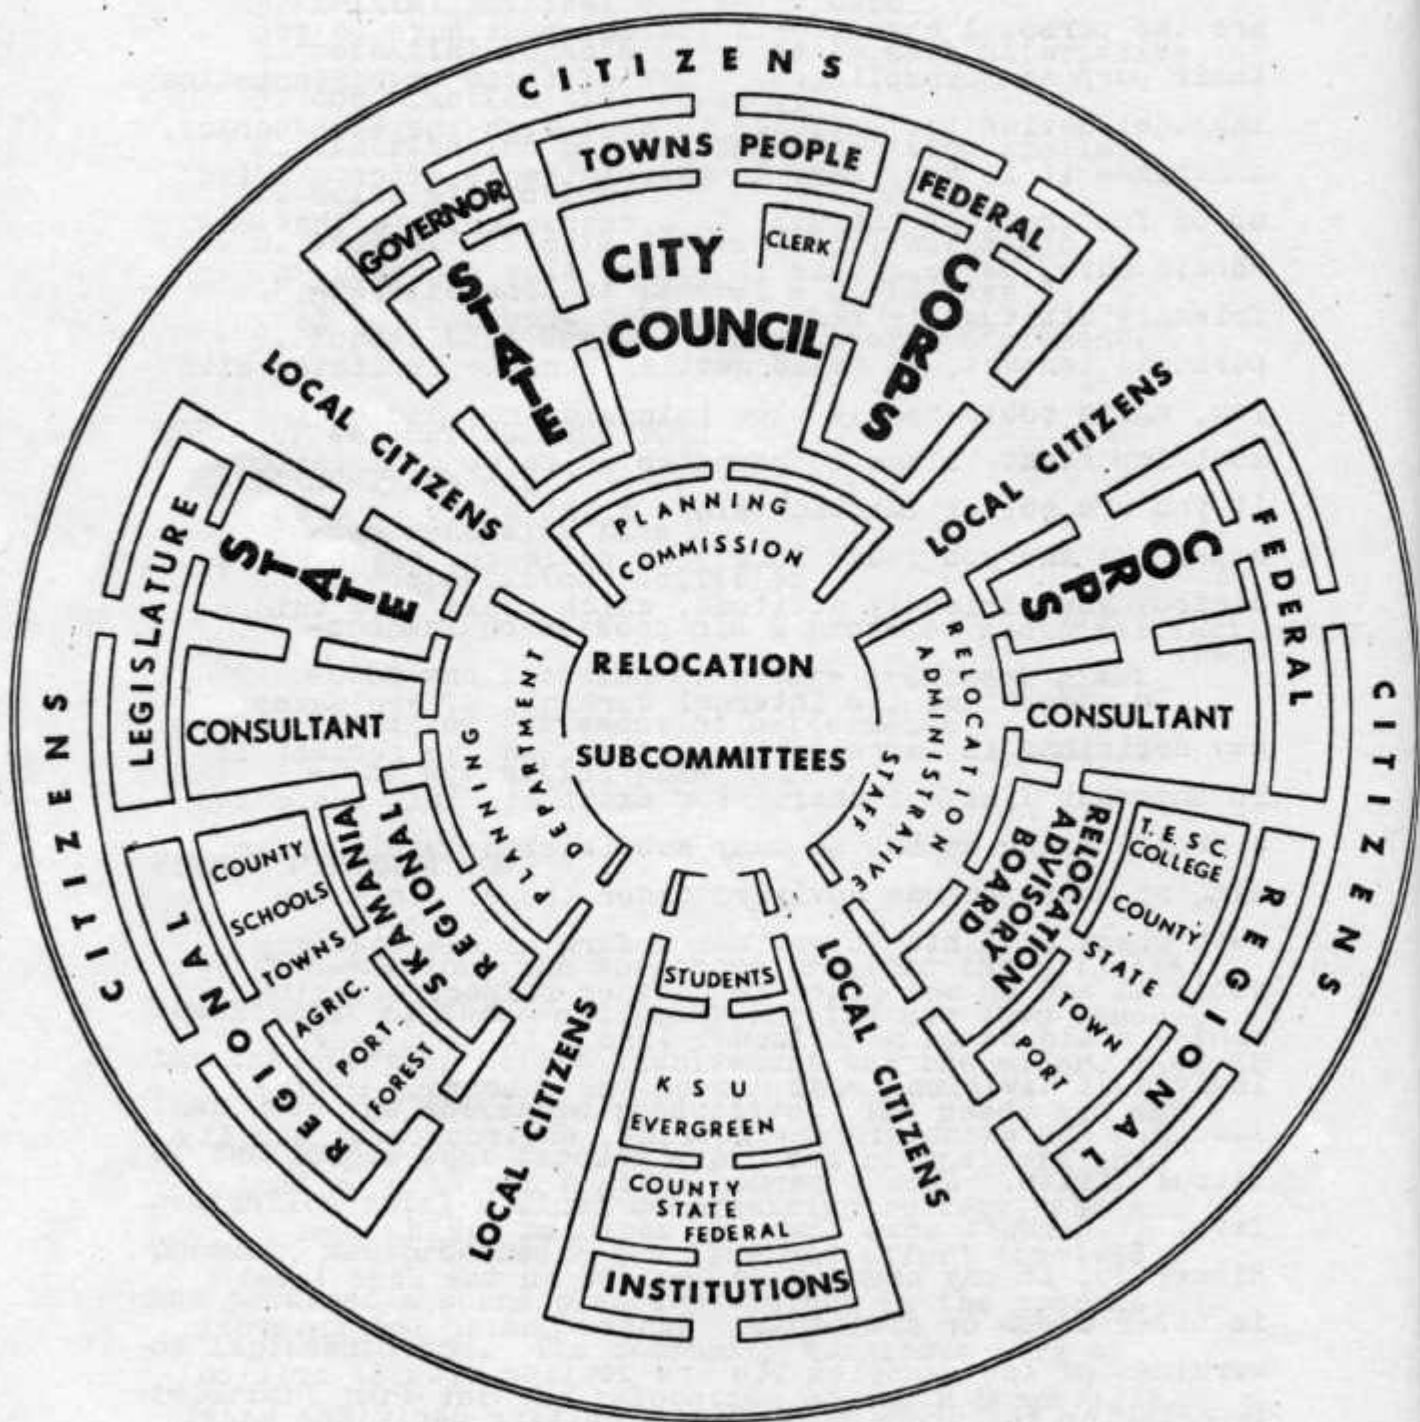 CITIZENS
TOWNS PEOPLE
GOVERNOR
STATE
CITY
COUNCIL
CLERK
FEDERAL
CORPS
LOCAL CITIZENS
LOCAL CITIZENS
PLANNING
COMMISSION
LEGISLATURE
STATE
CONSULTANT
PLANNING
DEPARTMENT
RELOCATION
SUBCOMMITTEES
RELOCATION
ADMINISTRATIVE
STAFF
CORPS
FEDERAL
CONSULTANT
CITIZENS
CITIZENS
REGIONAL
COUNTY
SCHOOLS
TOWNS
AGRIC.
PORT.
FOREST
SKAMANIA
REGIONAL
RELOCATION
ADVISORY
BOARD
T. E. S C.
COLLEGE
COUNTY
STATE
TOWN
PORT
REGIONAL
LOCAL CITIZENS
LOCAL CITIZENS
STUDENTS
K S U
EVERGREEN
COUNTY
STATE
FEDERAL
INSTITUTIONS